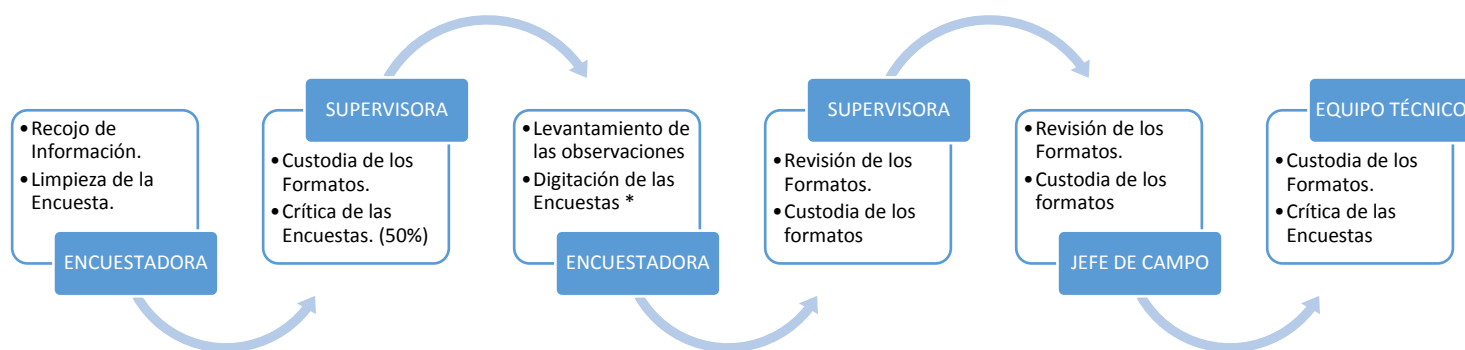 •Recojo de
Información.
•Limpieza de la
Encuesta.
ENCUESTADORA
SUPERVISORA
•Custodia de los
Formatos.
•Crítica de las
Encuestas. (50%)
•Levantamiento de
las observaciones
•Digitación de las
Encuestas *
ENCUESTADORA
SUPERVISORA
•Revisión de los
Formatos.
•Custodia de los
formatos
•Revisión de los
Formatos.
•Custodia de los
formatos
JEFE DE CAMPO
EQUIPO TÉCNICO
•Custodia de los
Formatos.
•Crítica de las
Encuestas